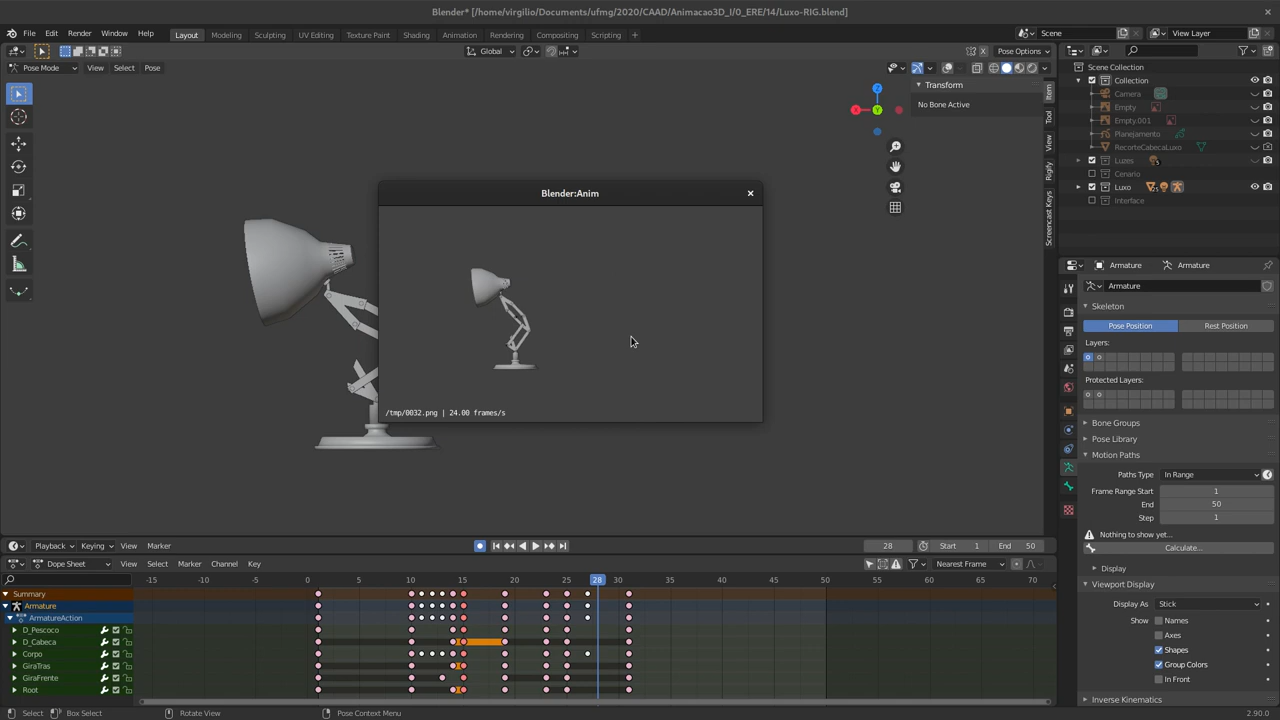 Blender* [/home/virgilio/Documents/ufmg/2020/CAAD/Animacao3D_I/0_ERE/14/Luxo-RIG.blend]
File Edit Render Window Help Layout Modeling Sculpting UV Editing Texture Paint Shading Animation Rendering Compositing Scripting + Scene View Layer
Global Pose Options
Pose Mode View Select Pose
Scene Collection
Collection
Camera
Empty
Empty.001
Planejamento
RecorteCabecaLuxo
Luzes 5
Cenario
Luxo 25
Interface
Transform
No Bone Active
Item
Tool
View
Rigify
Screencast Keys
Z
X
Y
Blender:Anim
/tmp/0032.png | 24.00 frames/s
Armature Armature
Armature
Skeleton
Pose Position Rest Position
Layers:
Protected Layers:
Bone Groups
Pose Library
Motion Paths
Paths Type In Range
Frame Range Start 1
End 50
Step 1
Nothing to show yet...
Calculate...
Display
Viewport Display
Display As Stick
Show Names
Axes
Shapes
Group Colors
In Front
Inverse Kinematics
Playback Keying View Marker 28 Start 1 End 50
Dope Sheet View Select Marker Channel Key Nearest Frame
-15 -10 -5 0 5 10 15 20 25 28 30 35 40 45 50 55 60 65 70
Summary
Armature
ArmatureAction
D_Pescoco
D_Cabeca
Corpo
GiraTras
GiraFrente
Root
Select Box Select Rotate View Pose Context Menu 2.90.0